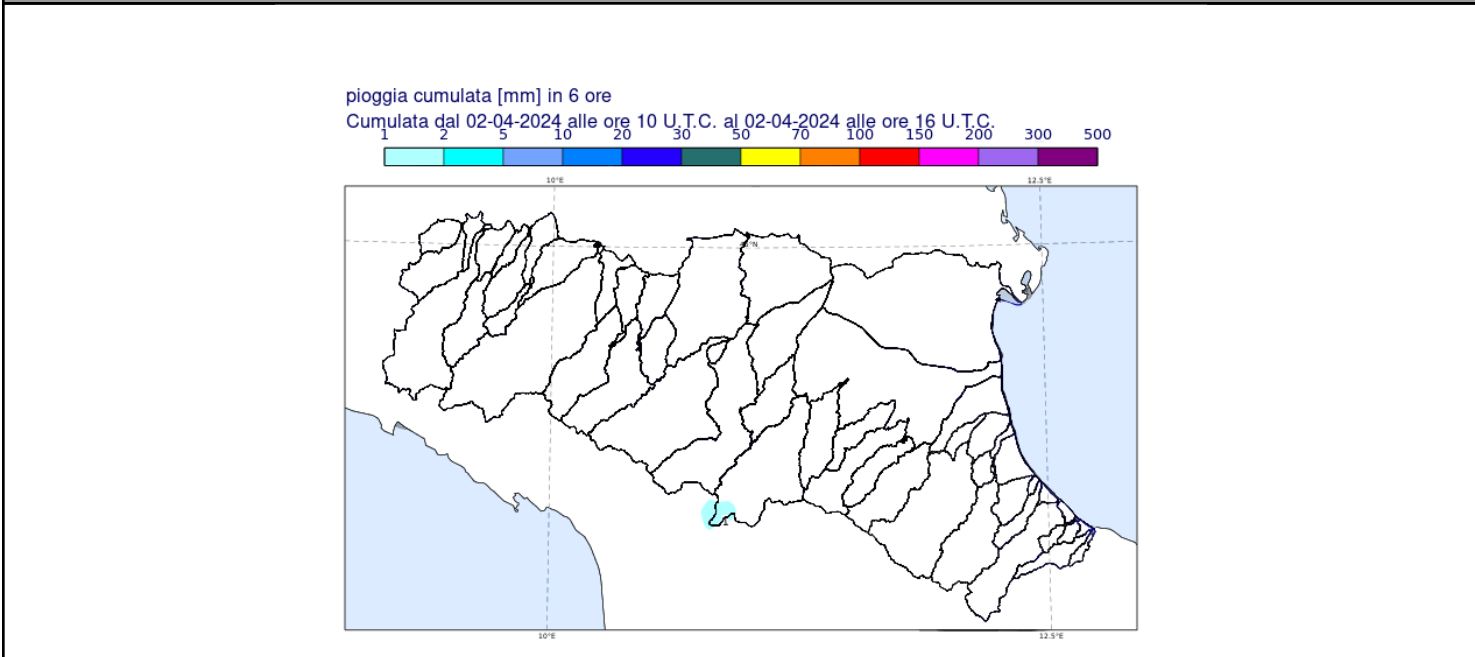 pioggia cumulata [mm] in 6 ore
Cumulata dal 02-04-2024 alle ore 10 U.T.C. al 02-04-2024 alle ore 16 U.T.C.
1 2 5 10 20 30 50 70 100 150 200 300 500
10°E 12.5°E
1
10°E 12.5°E